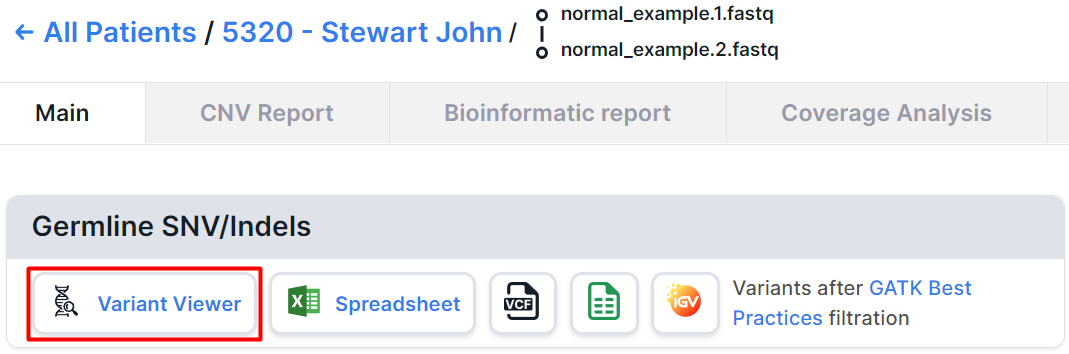 ← All Patients / 5320 - Stewart John /
normal_example.1.fastq
normal_example.2.fastq
Main
CNV Report
Bioinformatic report
Coverage Analysis
Germline SNV/Indels
Variant Viewer
X
Spreadsheet
VCF
IGV
Variants after GATK Best
Practices filtration